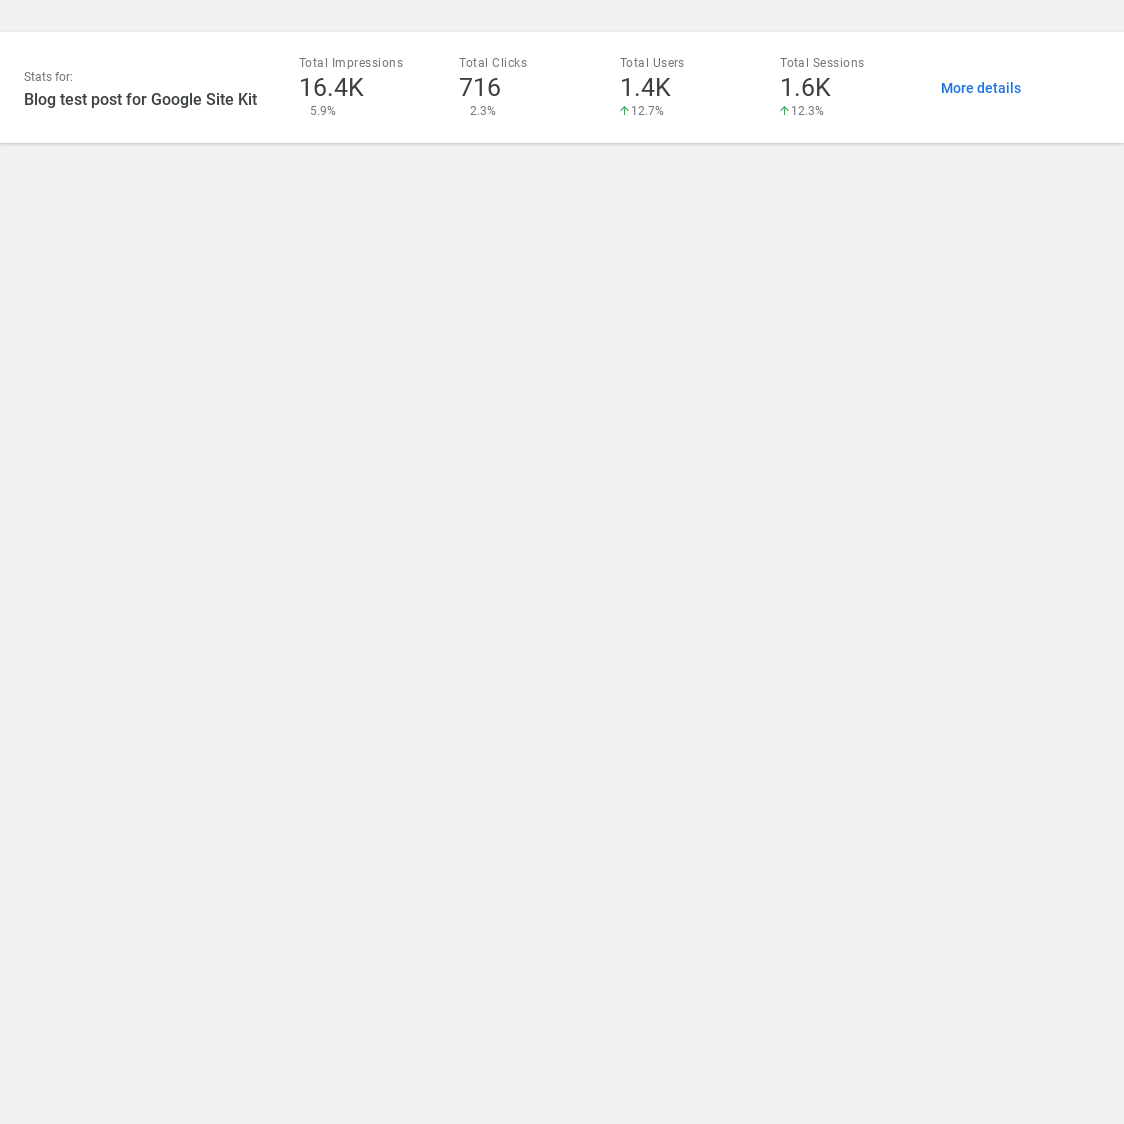 Stats for:
Blog test post for Google Site Kit
Total Impressions
16.4K
5.9%
Total Clicks
716
2.3%
Total Users
1.4K
12.7%
Total Sessions
1.6K
12.3%
More details